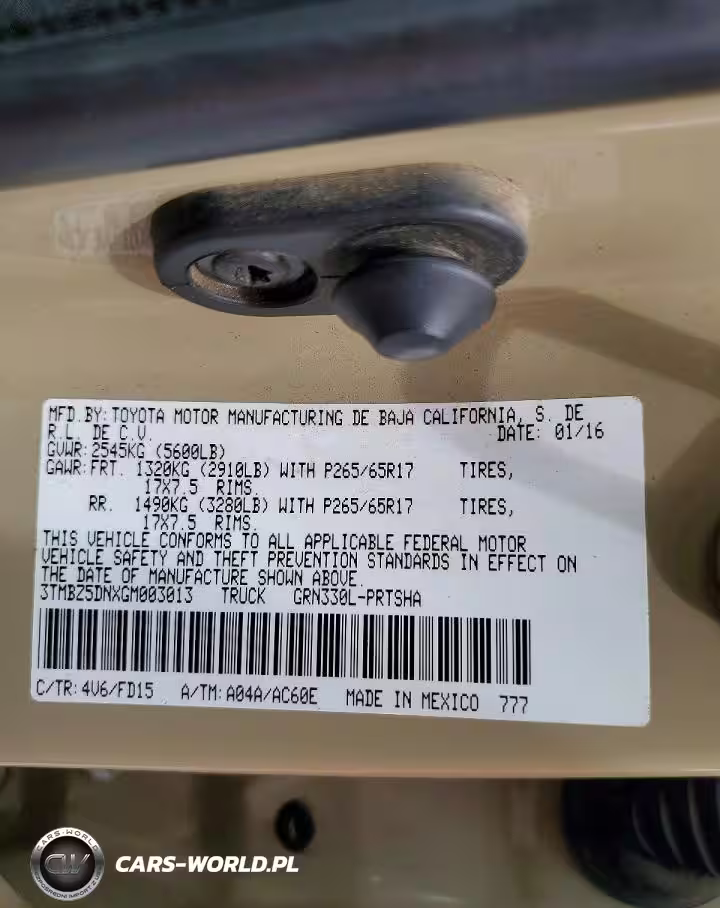 MFD.BY: TOYOTA MOTOR MANUFACTURING DE BAJA CALIFORNIA, S. DE
R.L. DE C.V. DATE: 01/16
GVWR: 2545KG (5600LB)
GAWR: FRT. 1320KG (2910LB) WITH P265/65R17 TIRES,
17X7.5 RIMS.
RR. 1490KG (3280LB) WITH P265/65R17 TIRES,
17X7.5 RIMS.
THIS VEHICLE CONFORMS TO ALL APPLICABLE FEDERAL MOTOR
VEHICLE SAFETY AND THEFT PREVENTION STANDARDS IN EFFECT ON
THE DATE OF MANUFACTURE SHOWN ABOVE.
3TMBZ5DNXGM003013 TRUCK GRN330L-PRTSHA
C/TR: 4V6/FD15 A/TM: A04A/AC60E MADE IN MEXICO 777
CARS-WORLD
CW
CARS-WORLD.PL